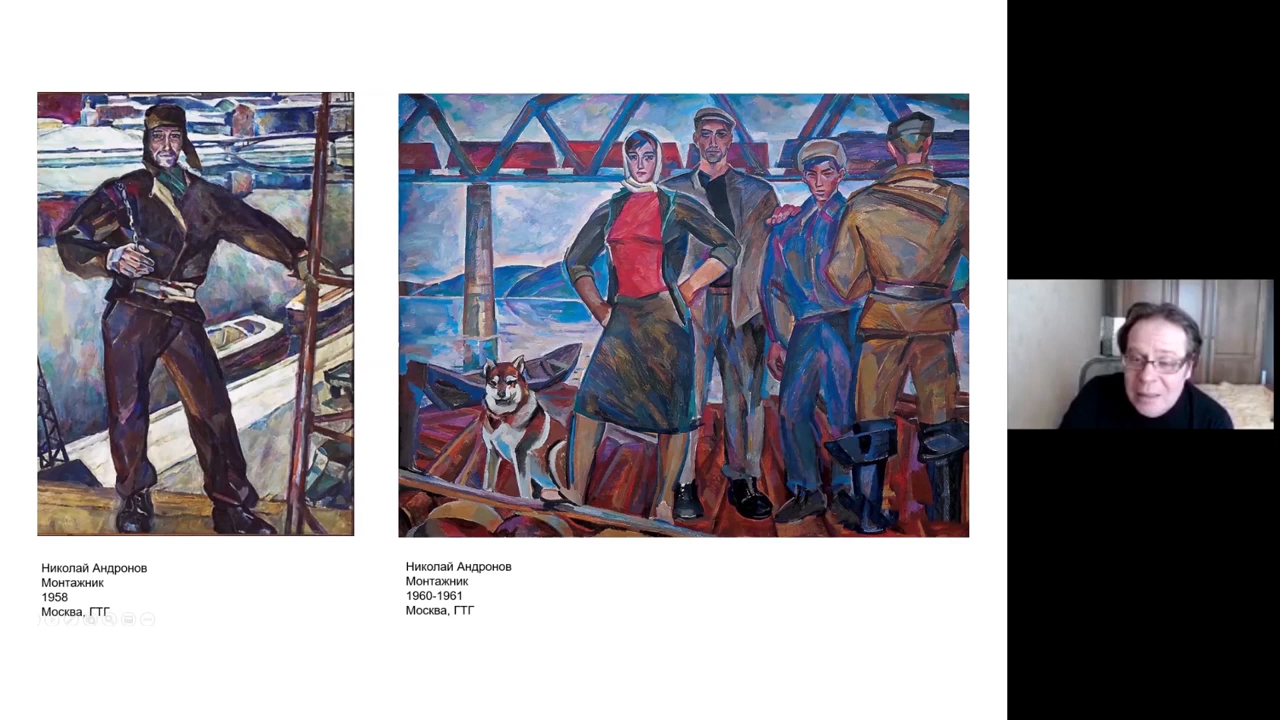 Николай Андронов
Монтажник
1958
Москва, ГТГ
Николай Андронов
Монтажник
1960-1961
Москва, ГТГ